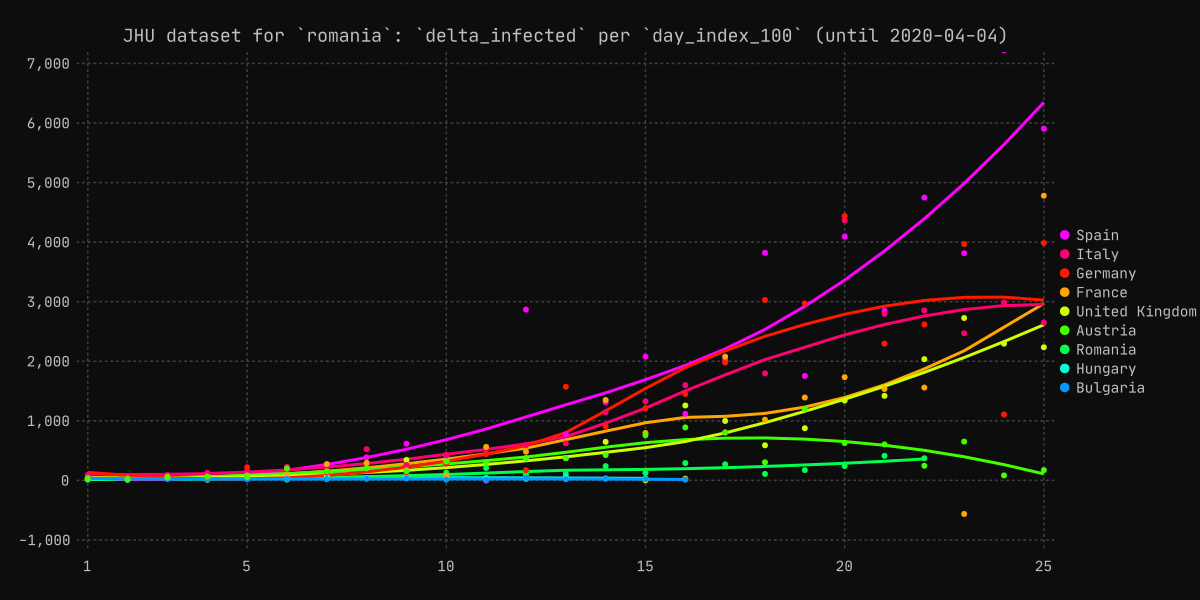 JHU dataset for `romania`: `delta_infected` per `day_index_100` (until 2020-04-04)
7,000
6,000
5,000
4,000
3,000
2,000
1,000
0
-1,000
1 5 10 15 20 25
Spain
Italy
Germany
France
United Kingdom
Austria
Romania
Hungary
Bulgaria